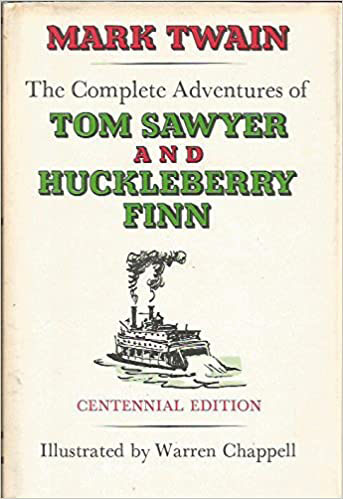 MARK TWAIN
The Complete Adventures of
TOM SAWYER
AND
HUCKLEBERRY
FINN
CENTENNIAL EDITION
Illustrated by Warren Chappell